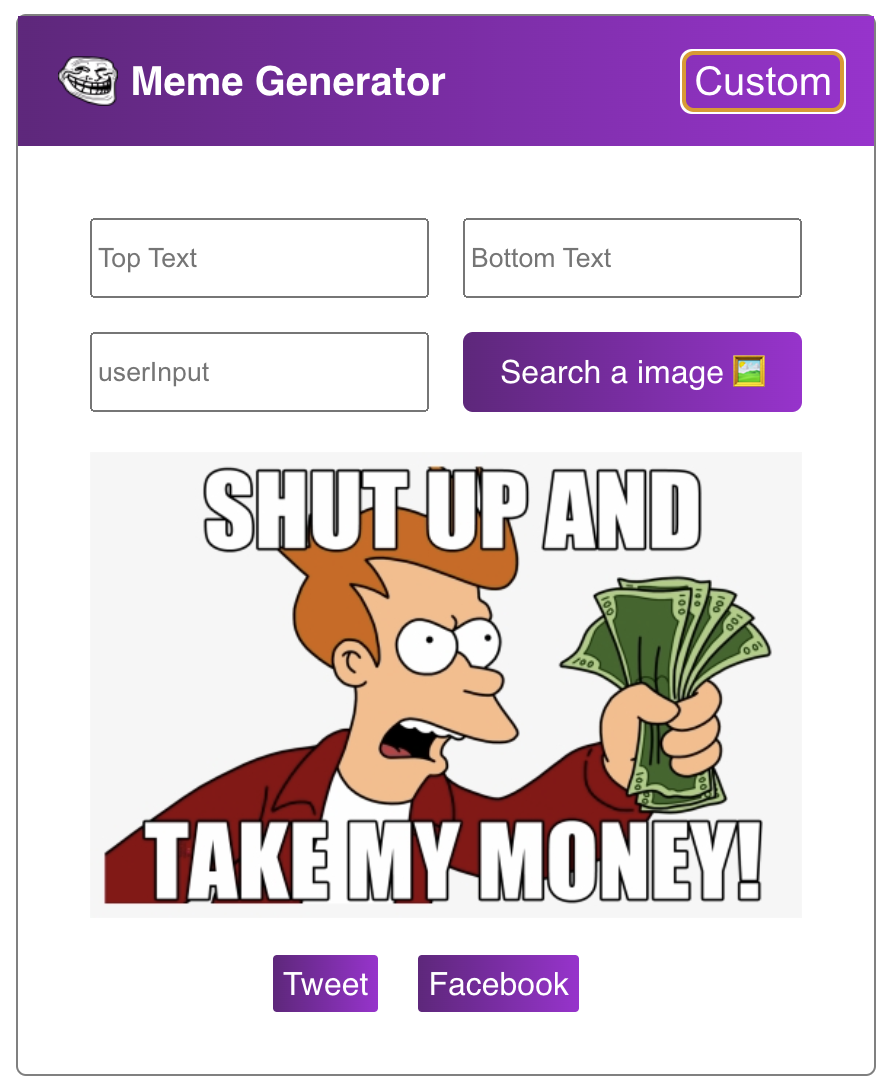 Meme Generator
Custom
Top Text
Bottom Text
userInput
Search a image
SHUT UP AND
TAKE MY MONEY!
Tweet
Facebook